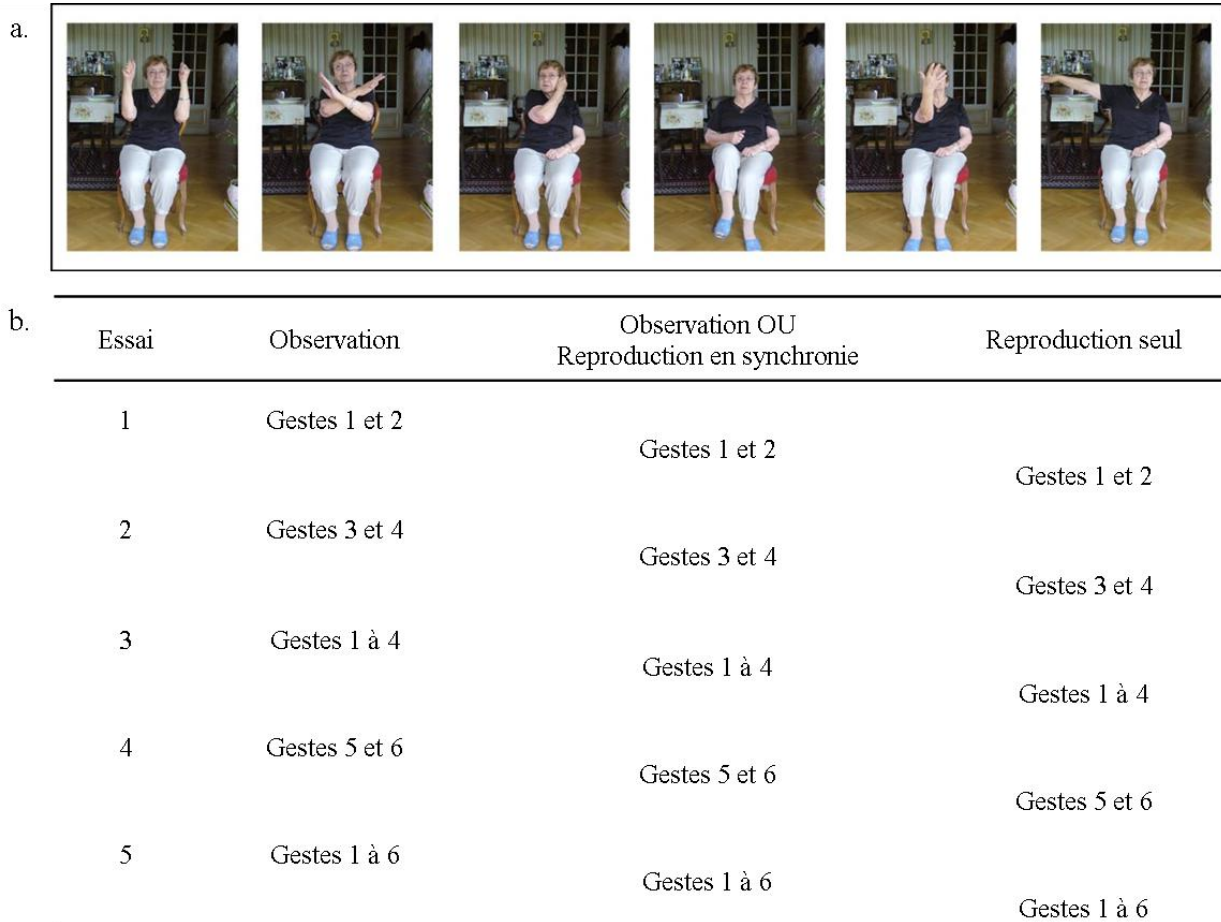 a.
b.
Essai
Observation
Observation OU
Reproduction en synchronie
Reproduction seul
1
Gestes 1 et 2
Gestes 1 et 2
Gestes 1 et 2
2
Gestes 3 et 4
Gestes 3 et 4
Gestes 3 et 4
3
Gestes 1 à 4
Gestes 1 à 4
Gestes 1 à 4
4
Gestes 5 et 6
Gestes 5 et 6
Gestes 5 et 6
5
Gestes 1 à 6
Gestes 1 à 6
Gestes 1 à 6